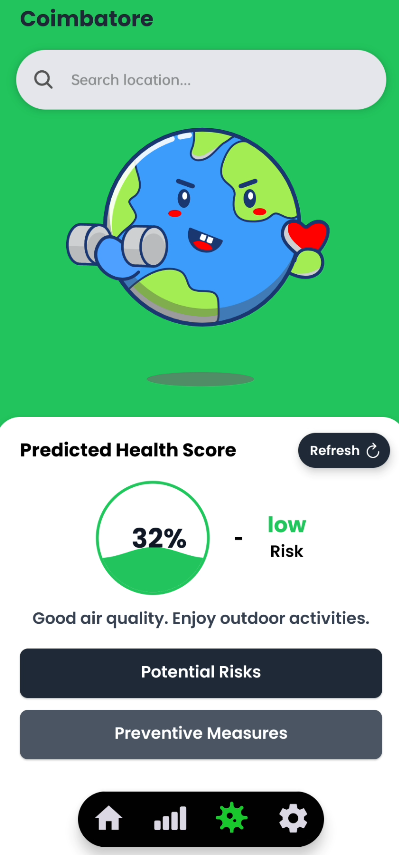 Coimbatore
Search location...
Predicted Health Score
Refresh
32%
-
low
Risk
Good air quality. Enjoy outdoor activities.
Potential Risks
Preventive Measures